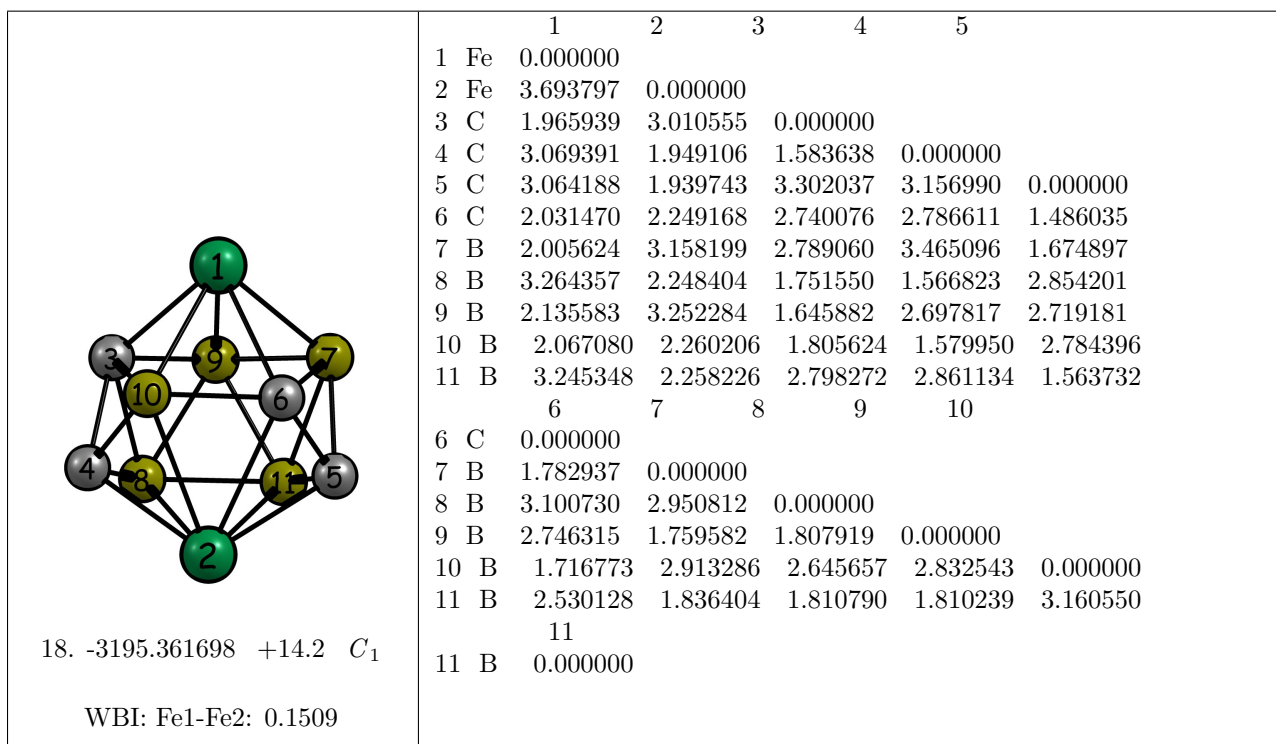 1
3
9
7
10
6
4
8
11
5
2
18. -3195.361698 +14.2 C1
WBI: Fe1-Fe2: 0.1509
1 2 3 4 5
1 Fe 0.000000
2 Fe 3.693797 0.000000
3 C 1.965939 3.010555 0.000000
4 C 3.069391 1.949106 1.583638 0.000000
5 C 3.064188 1.939743 3.302037 3.156990 0.000000
6 C 2.031470 2.249168 2.740076 2.786611 1.486035
7 B 2.005624 3.158199 2.789060 3.465096 1.674897
8 B 3.264357 2.248404 1.751550 1.566823 2.854201
9 B 2.135583 3.252284 1.645882 2.697817 2.719181
10 B 2.067080 2.260206 1.805624 1.579950 2.784396
11 B 3.245348 2.258226 2.798272 2.861134 1.563732
6 7 8 9 10
6 C 0.000000
7 B 1.782937 0.000000
8 B 3.100730 2.950812 0.000000
9 B 2.746315 1.759582 1.807919 0.000000
10 B 1.716773 2.913286 2.645657 2.832543 0.000000
11 B 2.530128 1.836404 1.810790 1.810239 3.160550
11
11 B 0.000000